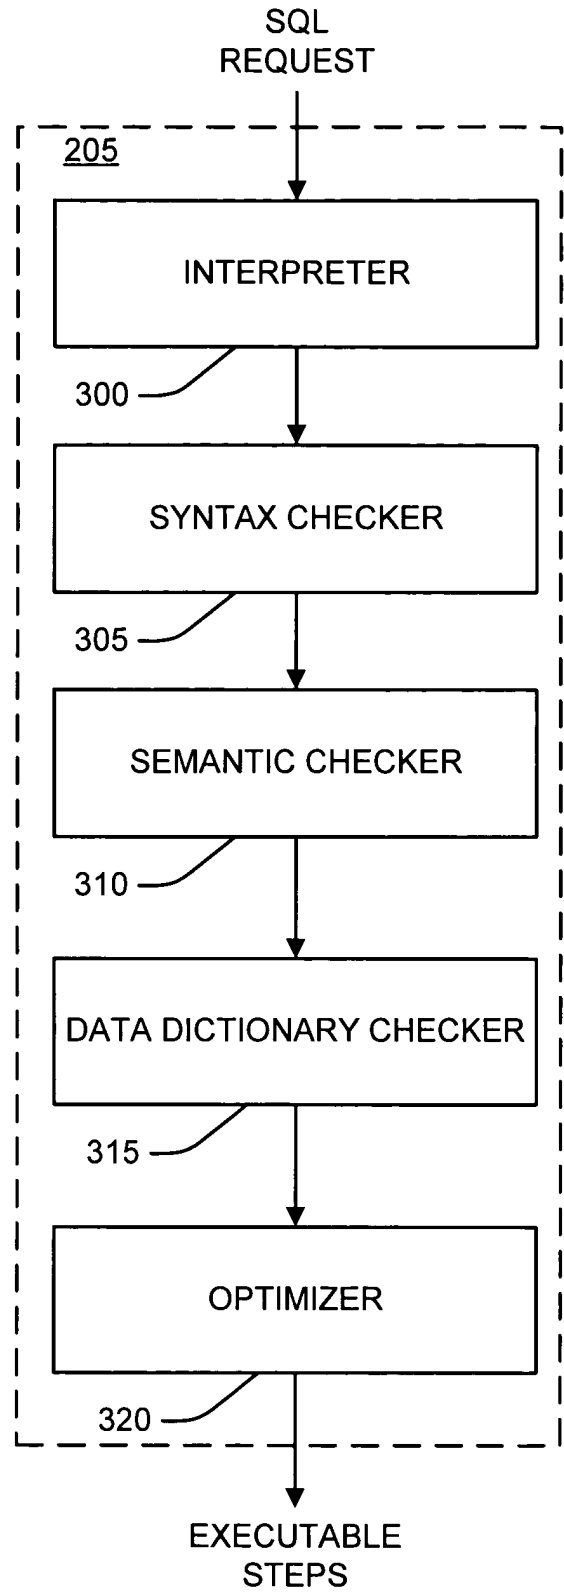 SQL
REQUEST
205
INTERPRETER
300
SYNTAX CHECKER
305
SEMANTIC CHECKER
310
DATA DICTIONARY CHECKER
315
OPTIMIZER
320
EXECUTABLE
STEPS